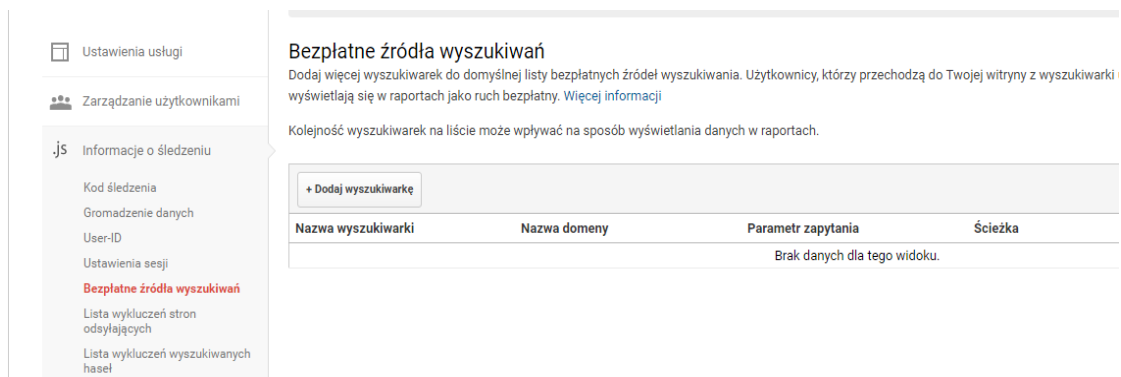 Ustawienia usługi
Zarządzanie użytkownikami
.js Informacje o śledzeniu
Kod śledzenia
Gromadzenie danych
User-ID
Ustawienia sesji
Bezpłatne źródła wyszukiwań
Lista wykluczeń stron
odsyłających
Lista wykluczeń wyszukiwanych
haseł
Bezpłatne źródła wyszukiwań
Dodaj więcej wyszukiwarek do domyślnej listy bezpłatnych źródeł wyszukiwania. Użytkownicy, którzy przechodzą do Twojej witryny z wyszukiwarki
wyświetlają się w raportach jako ruch bezpłatny. Więcej informacji
Kolejność wyszukiwarek na liście może wpływać na sposób wyświetlania danych w raportach.
+ Dodaj wyszukiwarkę
Nazwa wyszukiwarki Nazwa domeny Parametr zapytania Ścieżka
Brak danych dla tego widoku.